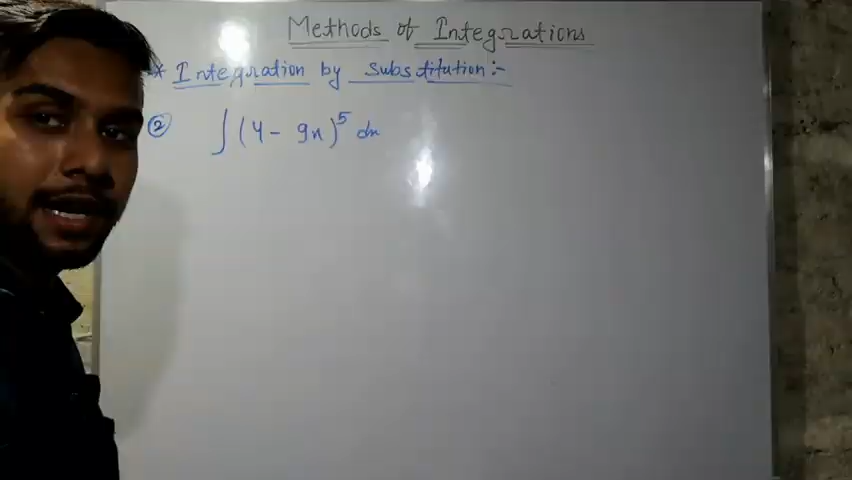 Methods of Integrations
* Integration by Substitution :-
② ∫ (4 - 9x)⁵ dx